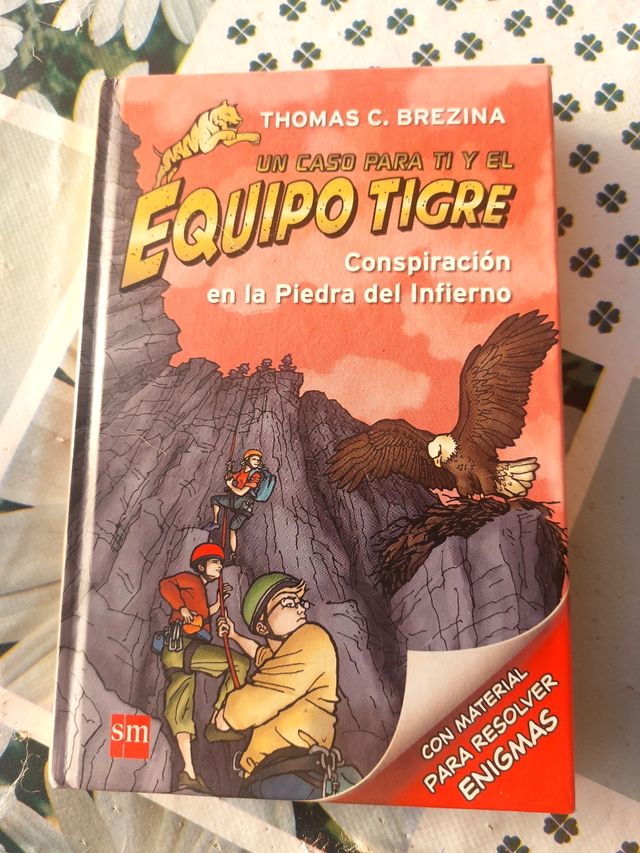 THOMAS C. BREZINA
UN CASO PARA TI Y EL
EQUIPO TIGRE
Conspiración
en la Piedra del Infierno
CON MATERIAL
PARA RESOLVER
ENIGMAS
sm